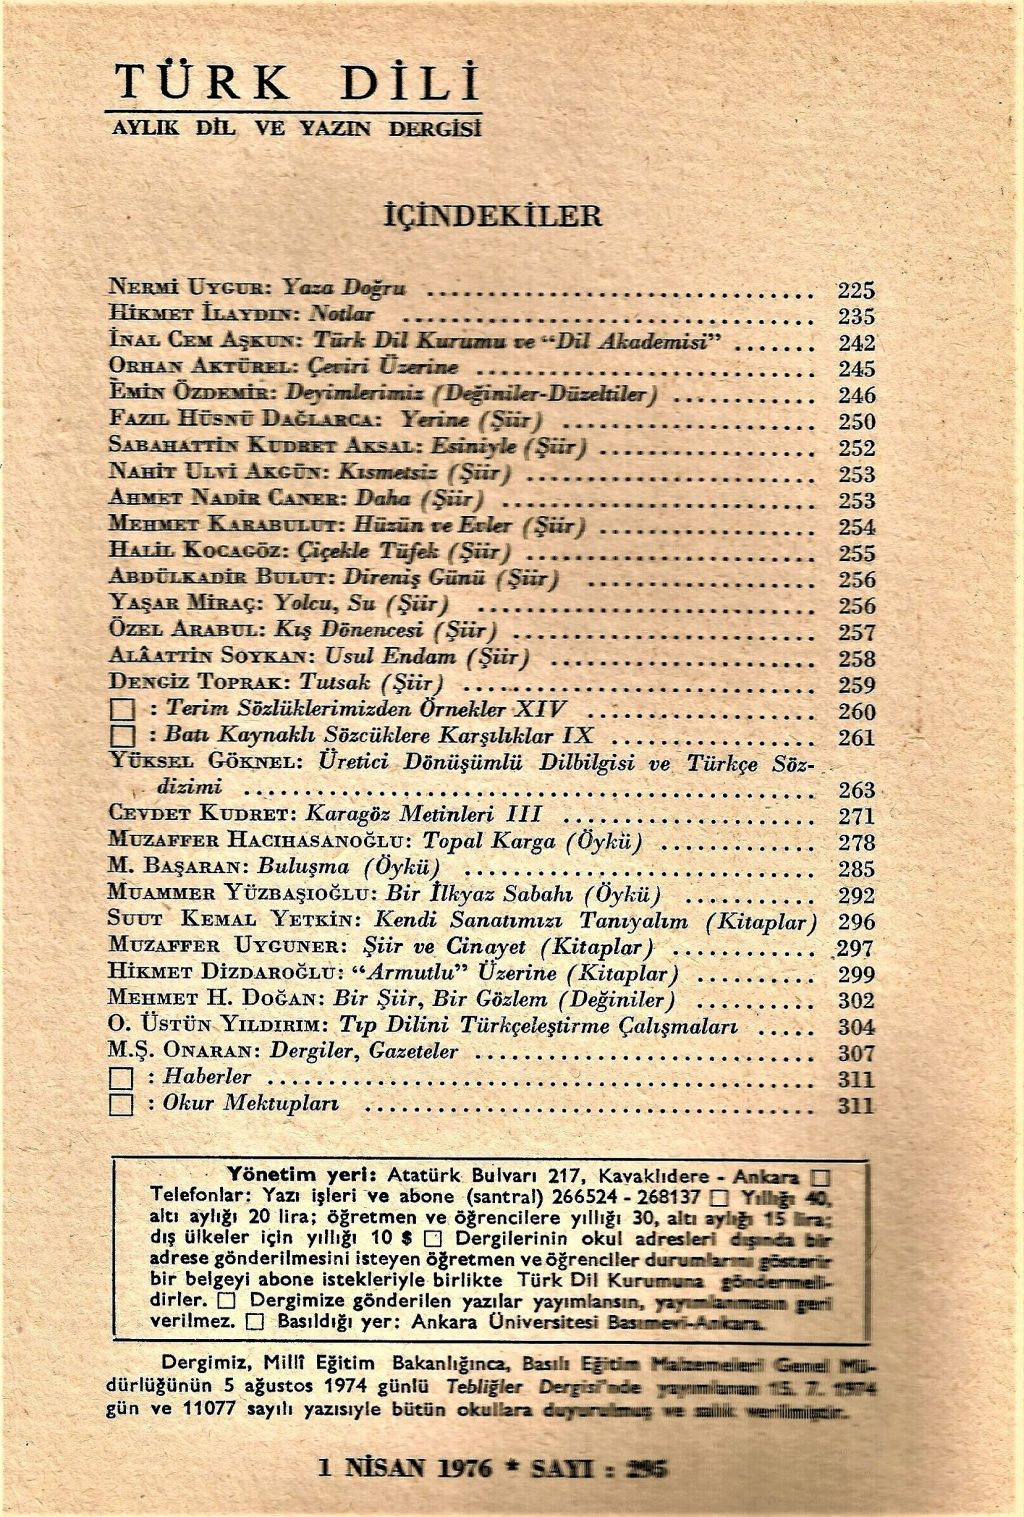 TÜRK DİLİ
AYLIK DİL VE YAZIN DERGİSİ
İÇİNDEKİLER
NERMİ UYGUR: Yaza Doğru ............................... 225
HİKMET İLAYDIN: Notlar ................................. 235
İNAL CEM AŞKUN: Türk Dil Kurumu ve “Dil Akademisi” ....... 242
ORHAN AKTÜREL: Çeviri Üzerine ........................... 245
EMİN ÖZDEMİR: Deyimlerimiz (Değiniler-Düzeltiler) ............ 246
FAZIL HÜSNÜ DAĞLARCA: Yerine (Şiir) .................... 250
SABAHATTİN KUDRET AKSAL: Esiniyle (Şiir) .................. 252
NAHİT ULVİ AKGÜN: Kısmetsiz (Şiir) ....................... 253
AHMET NADİR CANER: Daha (Şiir) ......................... 253
MEHMET KARABULUT: Hüzün ve Evler (Şiir) .................. 254
HALİL KOCAGÖZ: Çiçekle Tüfek (Şiir) ....................... 255
ABDÜLKADİR BULUT: Direniş Günü (Şiir) ................... 256
YAŞAR MİRAÇ: Yolcu, Su (Şiir) ........................... 256
ÖZEL ARABUL: Kış Dönencesi (Şiir) ........................ 257
ALÂATTİN SOYKAN: Usul Endam (Şiir) ..................... 258
DENGİZ TOPRAK: Tutsak (Şiir) ............................ 259
□ : Terim Sözlüklerimizden Örnekler XIV ................... 260
□ : Batı Kaynaklı Sözcüklere Karşılıklar IX ................. 261
YÜKSEL GÖKNEL: Üretici Dönüşümlü Dilbilgisi ve Türkçe Söz-
dizimi .............................................. 263
CEVDET KUDRET: Karagöz Metinleri III ..................... 271
MUZAFFER HACIHASANOĞLU: Topal Karga (Öykü) ............. 278
M. BAŞARAN: Buluşma (Öykü) ............................ 285
MUAMMER YÜZBAŞIOĞLU: Bir İlkyaz Sabahı (Öykü) ........... 292
SUUT KEMAL YETKİN: Kendi Sanatımızı Tanıyalım (Kitaplar) 296
MUZAFFER UYGUNER: Şiir ve Cinayet (Kitaplar) ............ 297
HİKMET DİZDAROĞLU: “Armutlu” Üzerine (Kitaplar) .......... 299
MEHMET H. DOĞAN: Bir Şiir, Bir Gözlem (Değiniler) .......... 302
O. ÜSTÜN YILDIRIM: Tıp Dilini Türkçeleştirme Çalışmaları ..... 304
M.Ş. ONARAN: Dergiler, Gazeteler ........................... 307
□ : Haberler ............................................ 311
□ : Okur Mektupları .................................... 311
Yönetim yeri: Atatürk Bulvarı 217, Kavaklıdere - Ankara □
Telefonlar: Yazı işleri ve abone (santral) 266524 - 268137 □ Yıllığı 40,
altı aylığı 20 lira; öğretmen ve öğrencilere yıllığı 30, altı aylığı 15 lira;
dış ülkeler için yıllığı 10 $ □ Dergilerinin okul adresleri dışında bir
adrese gönderilmesini isteyen öğretmen ve öğrenciler durumlarını gösterir
bir belgeyi abone istekleriyle birlikte Türk Dil Kurumuna göndermeli-
dirler. □ Dergimize gönderilen yazılar yayımlansın, yayımlanmasın geri
verilmez. □ Basıldığı yer: Ankara Üniversitesi Basımevi-Ankara.
Dergimiz, Millî Eğitim Bakanlığınca, Basılı Eğitim Malzemeleri Genel Mü-
dürlüğünün 5 ağustos 1974 günlü Tebliğler Dergisi'nde yayımlanan 15. 7. 1974
gün ve 11077 sayılı yazısıyle bütün okullara duyurulmuş ve salık verilmiştir.
1 NİSAN 1976 * SAYI : 295